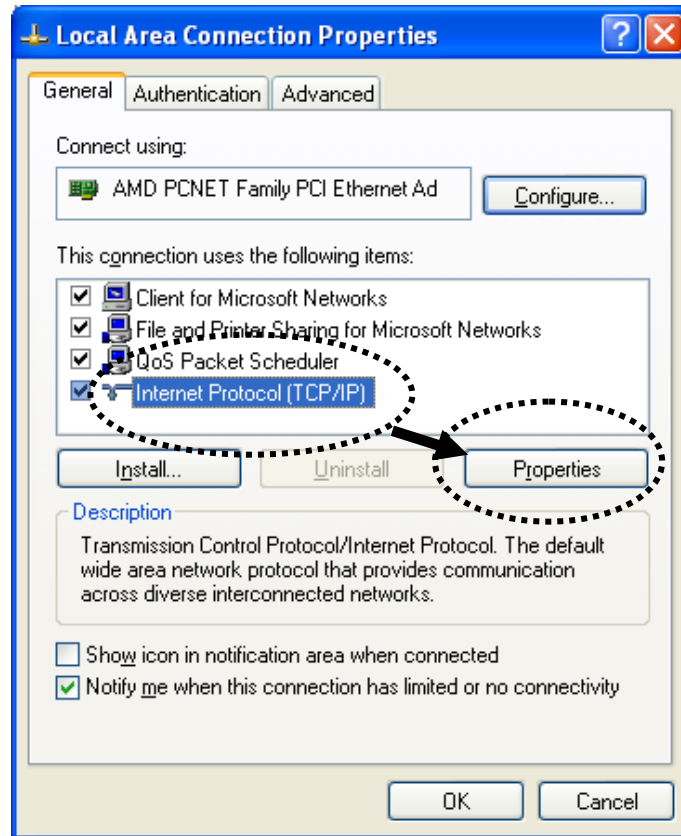 Local Area Connection Properties
General Authentication Advanced
Connect using:
AMD PCNET Family PCI Ethernet Ad Configure...
This connection uses the following items:
Client for Microsoft Networks
File and Printer Sharing for Microsoft Networks
QoS Packet Scheduler
Internet Protocol (TCP/IP)
Install... Uninstall Properties
Description
Transmission Control Protocol/Internet Protocol. The default
wide area network protocol that provides communication
across diverse interconnected networks.
Show icon in notification area when connected
Notify me when this connection has limited or no connectivity
OK Cancel